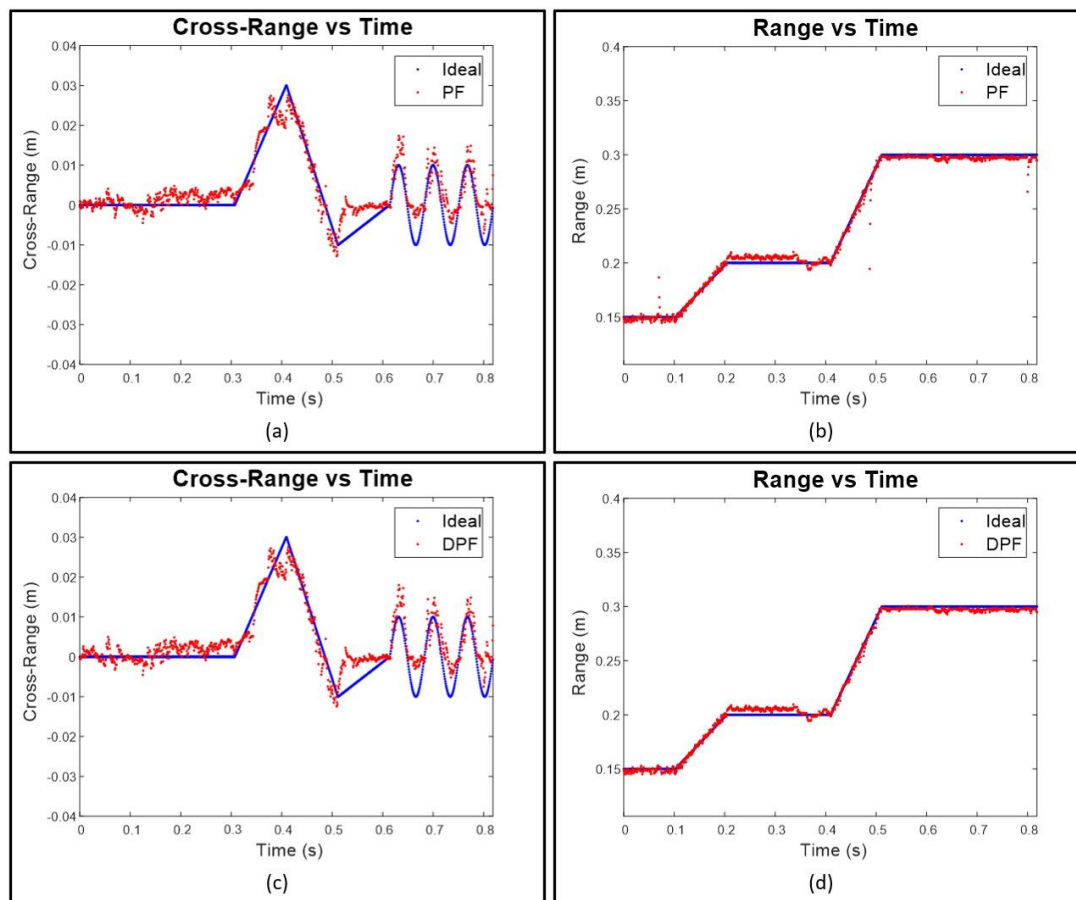 Cross-Range vs Time
0.04
0.03
0.02
0.01
0
-0.01
-0.02
-0.03
-0.04
Cross-Range (m)
Ideal
PF
0 0.1 0.2 0.3 0.4 0.5 0.6 0.7 0.8
Time (s)
(a)
Range vs Time
0.4
0.35
0.3
0.25
0.2
0.15
Range (m)
Ideal
PF
0 0.1 0.2 0.3 0.4 0.5 0.6 0.7 0.8
Time (s)
(b)
Cross-Range vs Time
0.04
0.03
0.02
0.01
0
-0.01
-0.02
-0.03
-0.04
Cross-Range (m)
Ideal
DPF
0 0.1 0.2 0.3 0.4 0.5 0.6 0.7 0.8
Time (s)
(c)
Range vs Time
0.4
0.35
0.3
0.25
0.2
0.15
Range (m)
Ideal
DPF
0 0.1 0.2 0.3 0.4 0.5 0.6 0.7 0.8
Time (s)
(d)